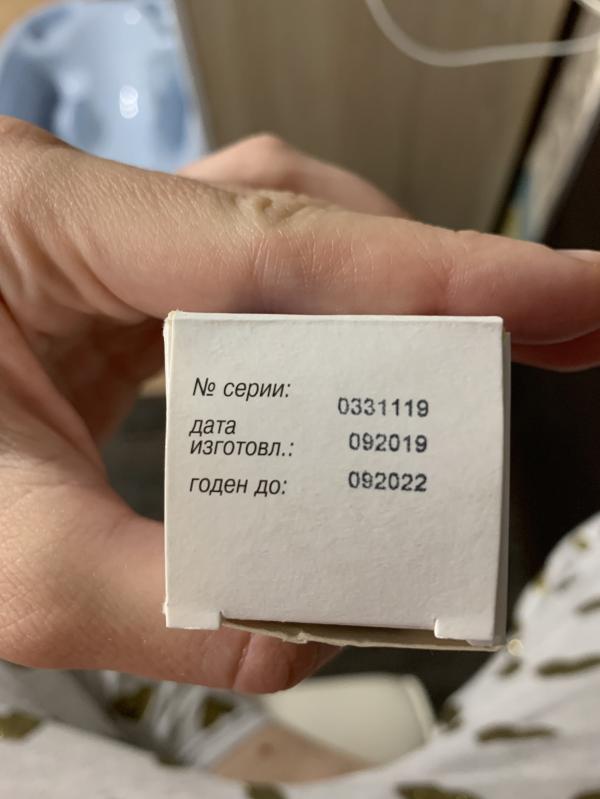 № серии: 0331119
дата
изготовл.: 092019
годен до: 092022